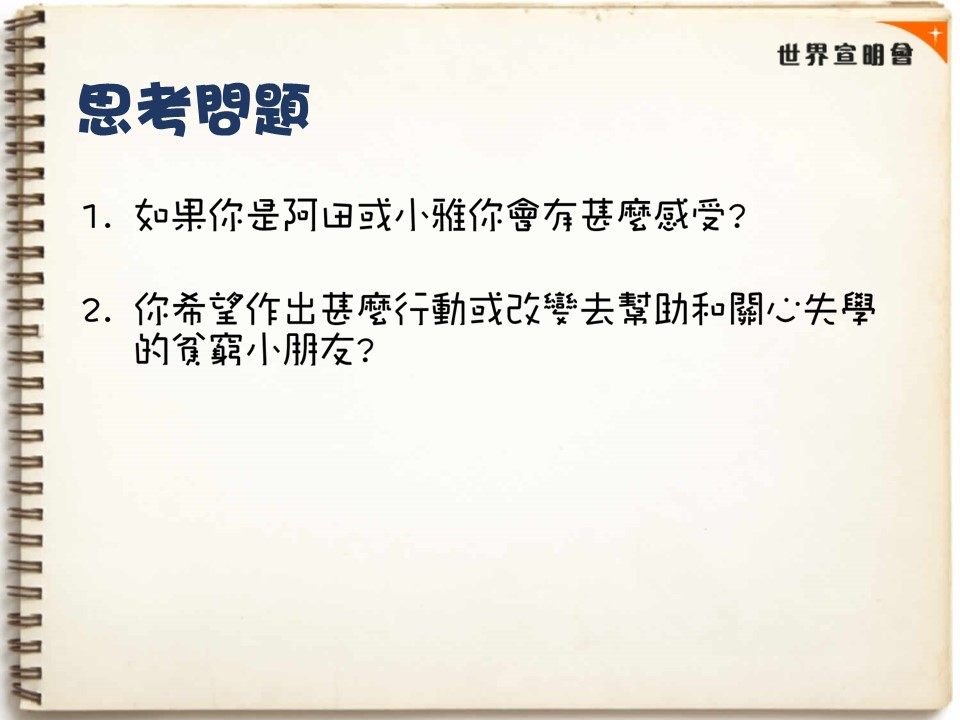 世界宣明會
思考問題
1. 如果你是阿田或小雅你會有甚麼感受?
2. 你希望作出甚麼行動或改變去幫助和關心失學
的貧窮小朋友?